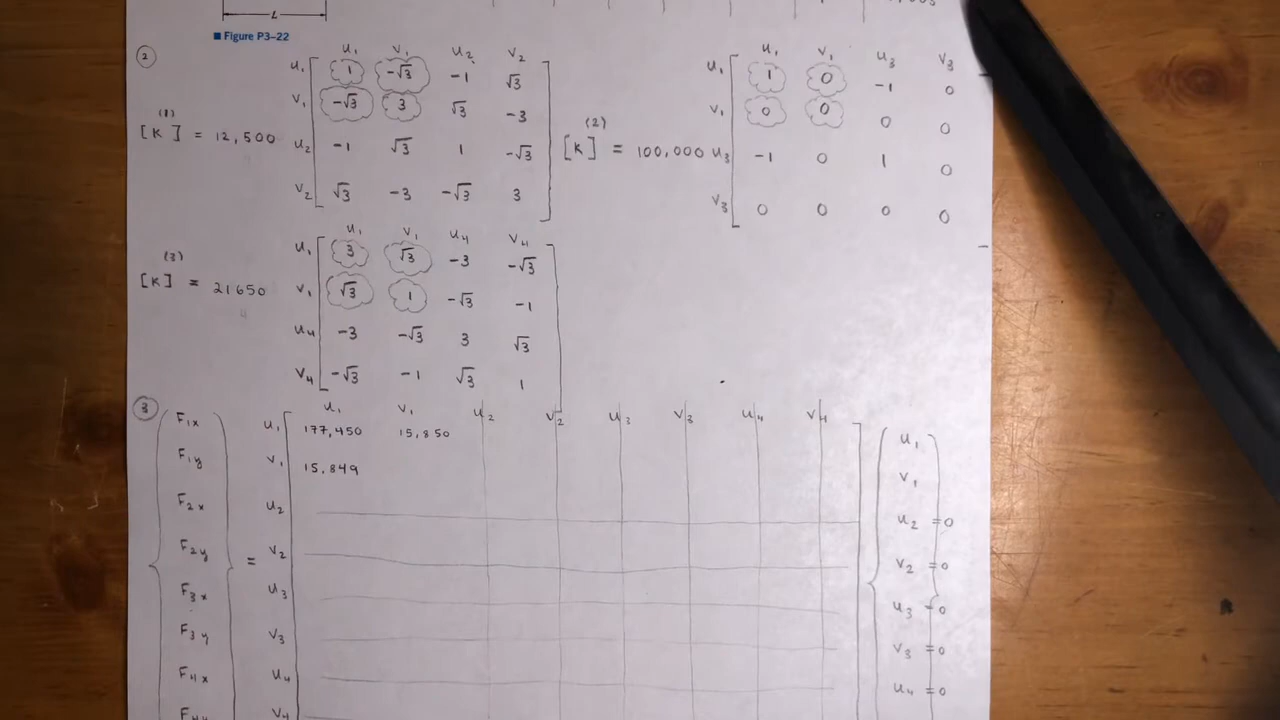 L
■ Figure P3–22
②
u₁ v₁ u₂ v₂
u₁ 1 -√3 -1 √3
v₁ -√3 3 √3 -3
u₂ -1 √3 1 -√3
v₂ √3 -3 -√3 3
[K]⁽¹⁾ = 12,500
u₁ v₁ u₃ v₃
u₁ 1 0 -1 0
v₁ 0 0 0 0
u₃ -1 0 1 0
v₃ 0 0 0 0
[K]⁽²⁾ = 100,000
u₁ v₁ u₄ v₄
u₁ 3 √3 -3 -√3
v₁ √3 1 -√3 -1
u₄ -3 -√3 3 √3
v₄ -√3 -1 √3 1
[K]⁽³⁾ = 21650
③
u₁ v₁ u₂ v₂ u₃ v₃ u₄ v₄
F₁ₓ u₁ 177,450 15,850 u₁
F₁y v₁ 15,849 v₁
F₂ₓ u₂ u₂ = 0
F₂y = v₂ v₂ = 0
F₃ₓ u₃ u₃ = 0
F₃y v₃ v₃ = 0
F₄ₓ u₄ u₄ = 0
v₄